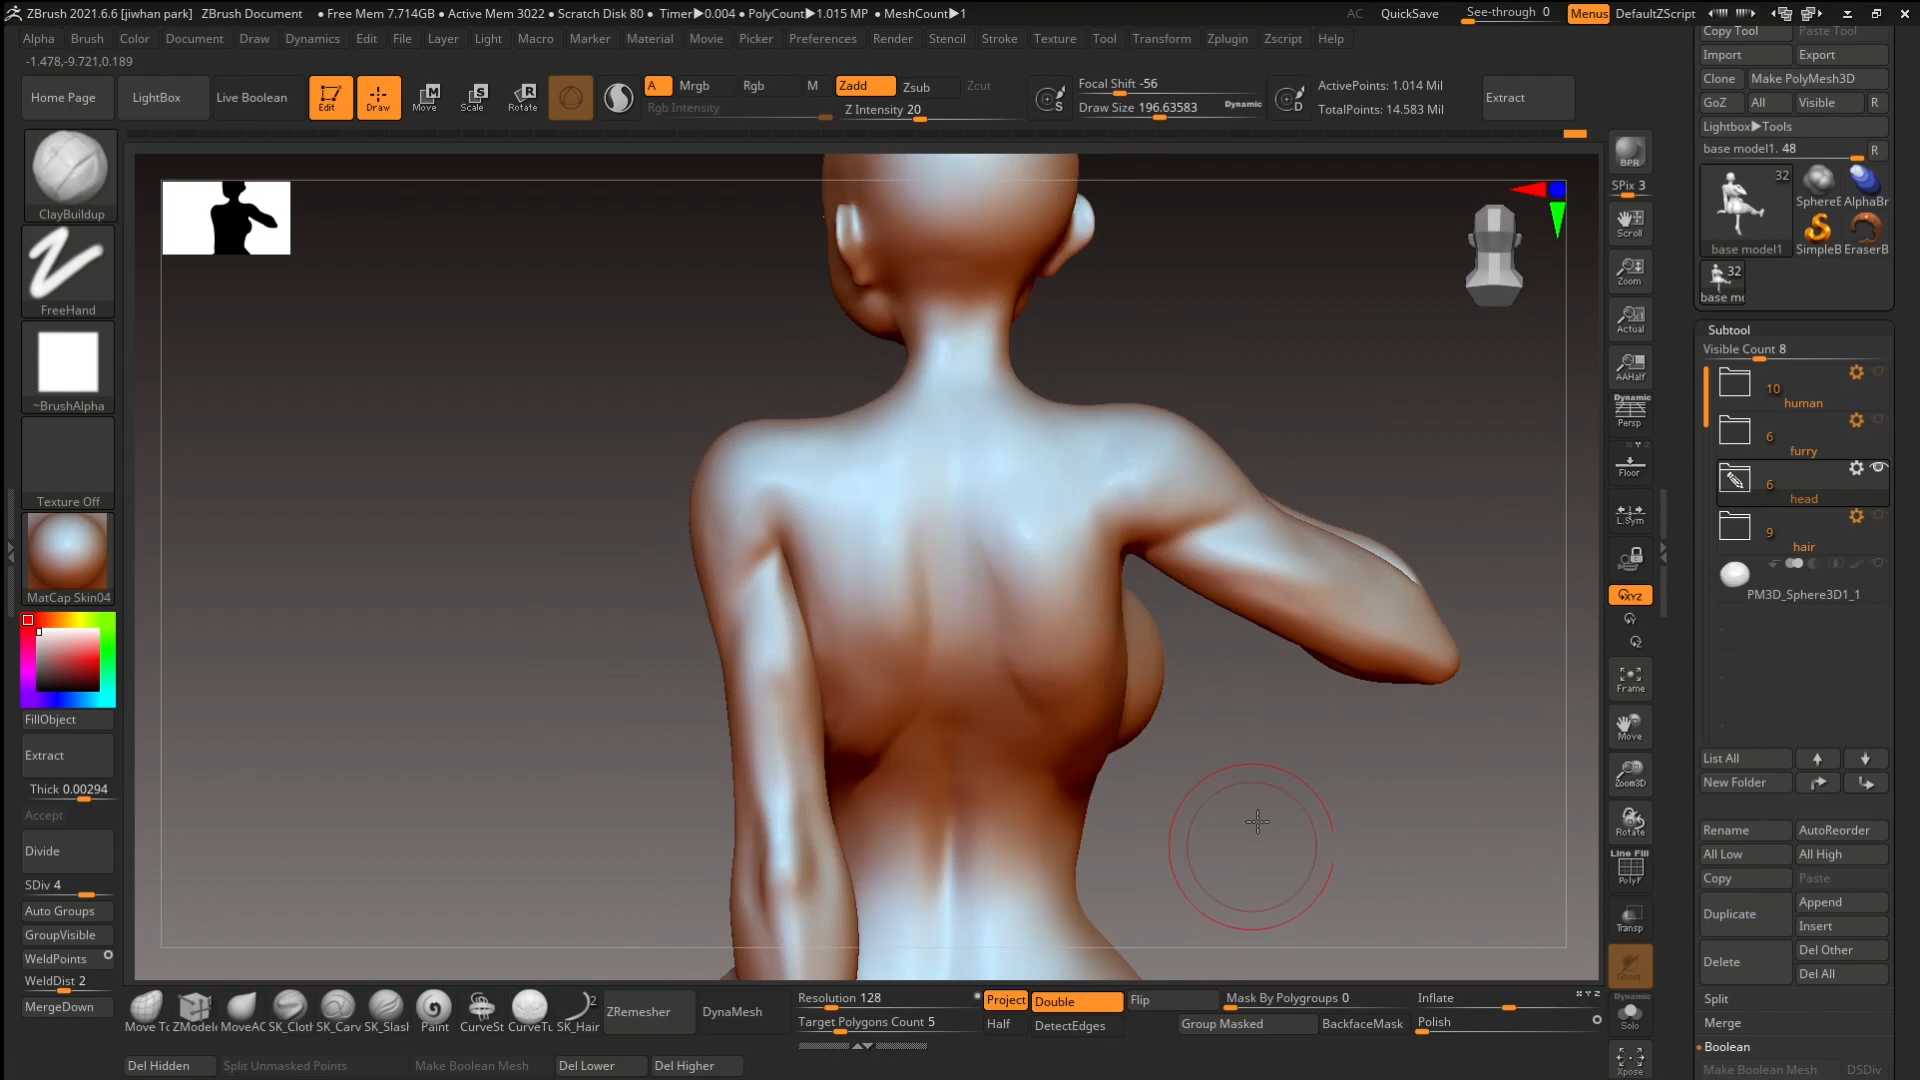 ZBrush 2021.6.6 [jiwhan park] ZBrush Document • Free Mem 7.714GB • Active Mem 3022 • Scratch Disk 80 • Timer▶0.004 • PolyCount▶1.015 MP • MeshCount▶1 AC QuickSave See-through 0 Menus DefaultZScript
Alpha Brush Color Document Draw Dynamics Edit File Layer Light Macro Marker Material Movie Picker Preferences Render Stencil Stroke Texture Tool Transform Zplugin Zscript Help
-1.478,-9.721,0.189
Home Page LightBox Live Boolean Edit Draw Move Scale Rotate A Mrgb Rgb M Zadd Zsub Zcut
Rgb Intensity Z Intensity 20
Focal Shift -56
Draw Size 196.63583 Dynamic
ActivePoints: 1.014 Mil
TotalPoints: 14.583 Mil
Extract
ClayBuildup
FreeHand
~BrushAlpha
Texture Off
MatCap Skin04
FillObject
Extract
Thick 0.00294
Accept
Divide
SDiv 4
Auto Groups
GroupVisible
WeldPoints
WeldDist 2
MergeDown
BPR
SPix 3
Scroll
Zoom
Actual
AAHalf
Dynamic
Persp
Floor
L.Sym
XYZ
Frame
Move
Zoom3D
Rotate
Line Fill
PolyF
Transp
Ghost
Dynamic
Solo
Xpose
Copy Tool Paste Tool
Import Export
Clone Make PolyMesh3D
GoZ All Visible R
Lightbox▶Tools
base model1. 48 R
32
SphereB AlphaBr
base model1 SimpleB EraserB
32
base mo
Subtool
Visible Count 8
10
human
6
furry
6
head
9
hair
PM3D_Sphere3D1_1
List All
New Folder
Rename AutoReorder
All Low All High
Copy Paste
Duplicate Append
Insert
Delete Del Other
Del All
Split
Merge
Boolean
Make Boolean Mesh DSDiv
Move To ZModele MoveAC SK_Cloth SK_Carv SK_Slash Paint CurveSt CurveTu SK_Hair 2
ZRemesher DynaMesh
Resolution 128
Target Polygons Count 5
Project Double Flip Mask By Polygroups 0 Inflate
Half DetectEdges Group Masked BackfaceMask Polish
Del Hidden Split Unmasked Points Make Boolean Mesh Del Lower Del Higher